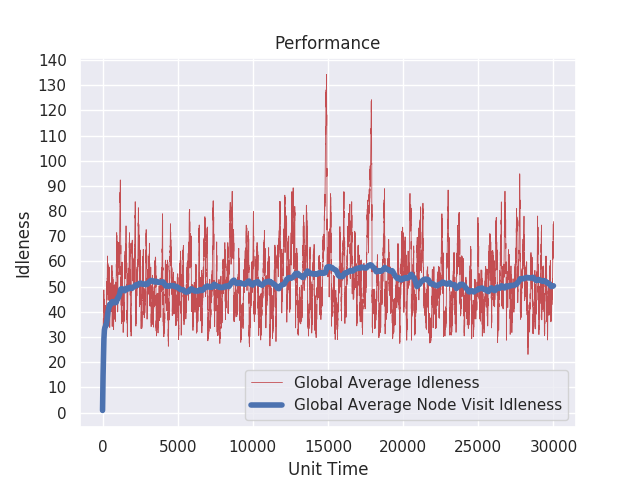 Performance
Idleness
140
130
120
110
100
90
80
70
60
50
40
30
20
10
0
Global Average Idleness
Global Average Node Visit Idleness
0 5000 10000 15000 20000 25000 30000
Unit Time